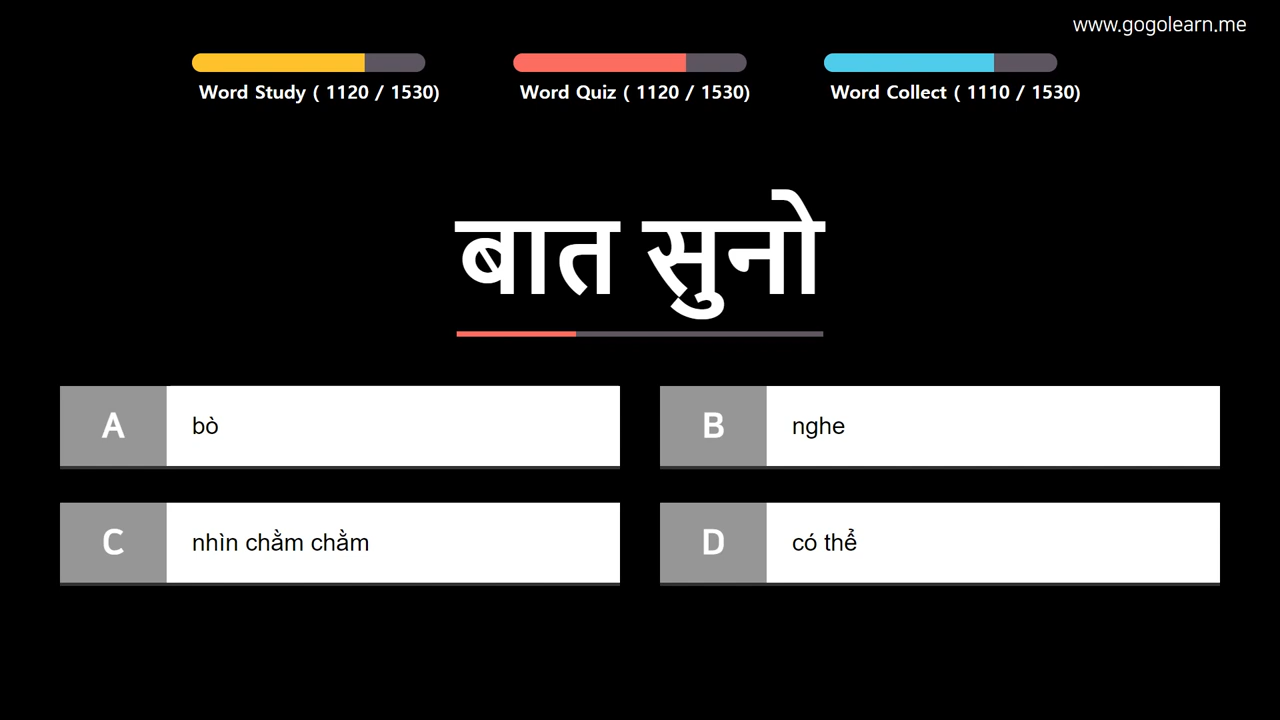 www.gogolearn.me
Word Study ( 1120 / 1530)
Word Quiz ( 1120 / 1530)
Word Collect ( 1110 / 1530)
बात सुनो
A
bò
B
nghe
C
nhìn chằm chằm
D
có thể